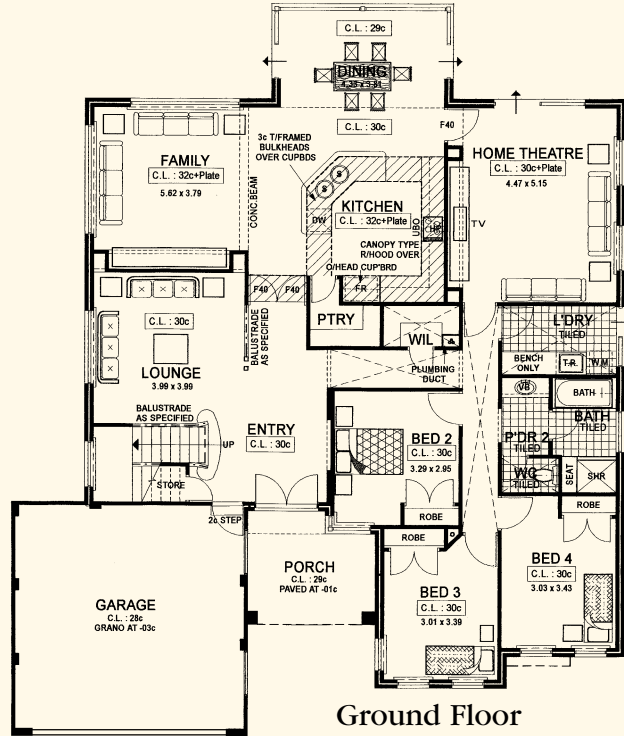 C.L. : 29c
DINING
4.38 x 3.81
C.L. : 30c
F40
3c T/FRAMED
BULKHEADS
OVER CUPBDS
FAMILY
C.L. : 32c+Plate
5.62 x 3.79
CONC.BEAM
S
S
DW
KITCHEN
C.L. : 32c+Plate
UBO
HP
CANOPY TYPE
R/HOOD OVER
O/HEAD CUP'BRD
FR
HOME THEATRE
C.L. : 30c+Plate
4.47 x 5.15
TV
F40
F40
PTRY
WIL
PLUMBING
DUCT
C.L. : 30c
LOUNGE
3.99 x 3.99
BALUSTRADE
AS SPECIFIED
BALUSTRADE
AS SPECIFIED
UP
STORE
ENTRY
C.L. : 30c
2c STEP
L'DRY
TILED
BENCH
ONLY
T.R.
W.M
VB
BATH
BATH
TILED
P'DR 2
TILED
WC
TILED
SEAT
SHR
BED 2
C.L. : 30c
3.29 x 2.95
ROBE
ROBE
ROBE
BED 4
C.L. : 30c
3.03 x 3.43
BED 3
C.L. : 30c
3.01 x 3.39
PORCH
C.L. : 29c
PAVED AT -01c
GARAGE
C.L. : 28c
GRANO AT -03c
Ground Floor